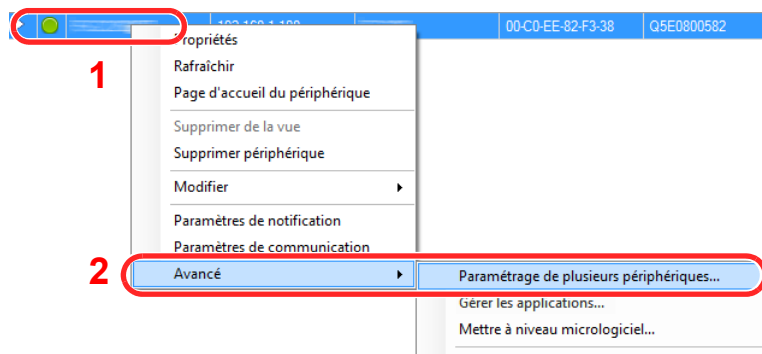 192.168.1.100 00-C0-EE-82-F3-38 Q5E0800582
1
Propriétés
Rafraîchir
Page d'accueil du périphérique
Supprimer de la vue
Supprimer périphérique
Modifier
Paramètres de notification
Paramètres de communication
2
Avancé
Paramétrage de plusieurs périphériques...
Gérer les applications...
Mettre à niveau micrologiciel...